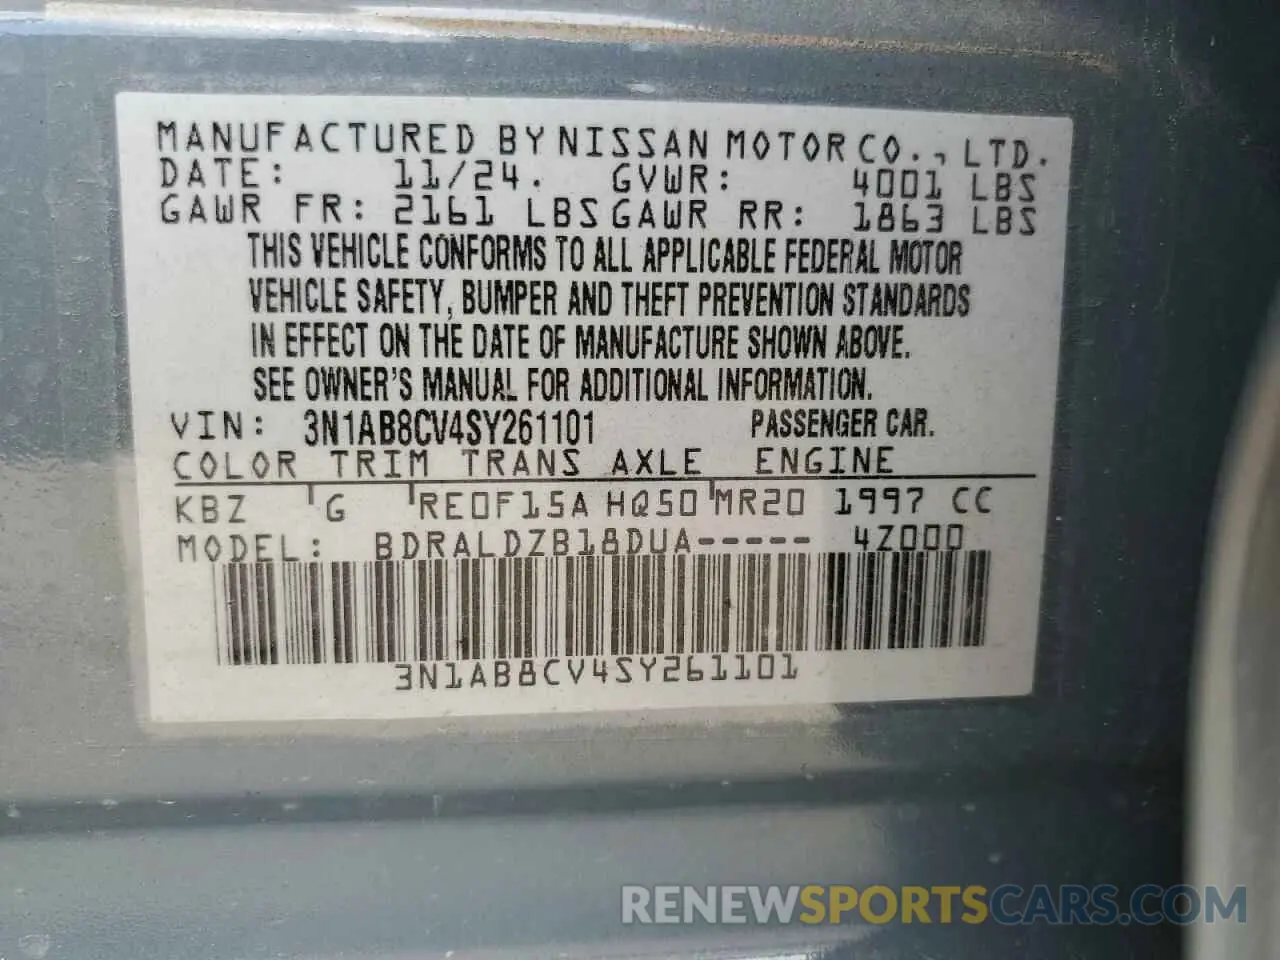 MANUFACTURED BY NISSAN MOTOR CO., LTD.
DATE: 11/24. GVWR: 4001 LBS
GAWR FR: 2161 LBS GAWR RR: 1863 LBS
THIS VEHICLE CONFORMS TO ALL APPLICABLE FEDERAL MOTOR
VEHICLE SAFETY, BUMPER AND THEFT PREVENTION STANDARDS
IN EFFECT ON THE DATE OF MANUFACTURE SHOWN ABOVE.
SEE OWNER'S MANUAL FOR ADDITIONAL INFORMATION.
VIN: 3N1AB8CV4SY261101 PASSENGER CAR.
COLOR TRIM TRANS AXLE ENGINE
KBZ G RE0F15A HQ50 MR20 1997 CC
MODEL: BDRALDZB18DUA----- 4Z000
3N1AB8CV4SY261101
RENEWSPORTSCARS.COM